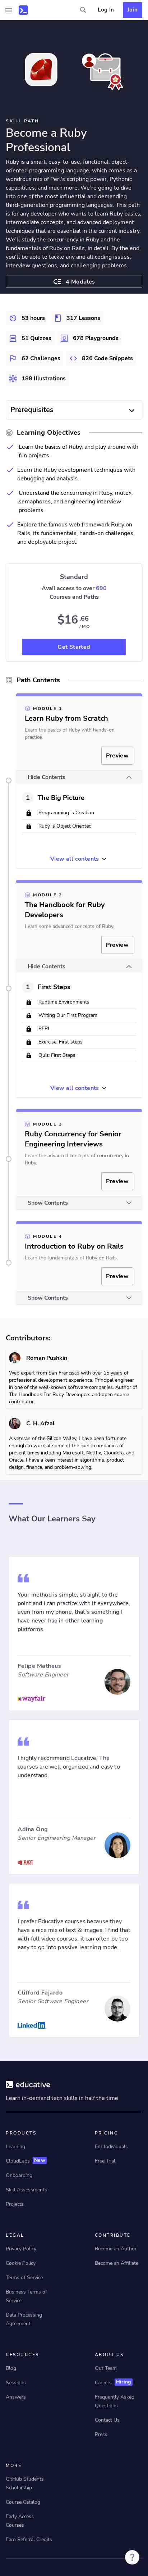 Log In
Join
SKILL PATH
Become a Ruby
Professional
Ruby is a smart, easy-to-use, functional, object-
oriented programming language, which comes as a
wonderful mix of Perl's scripting power, Pythonic
capabilities, and much more. We're living to develop
one of the most effective and object-oriented, third-
generation languages in existence. This path is meant
for any developer who wants to learn Ruby basics,
intermediate concepts, and advanced deployment
techniques that are essential in the current industry.
We'll study the concurrency in Ruby and the
fundamentals of Ruby on Rails, in detail. By the end,
you'll be able to tackle any and all coding issues,
interview questions, and challenging problems.
4 Modules
53 hours
317 Lessons
51 Quizzes
678 Playgrounds
62 Challenges
826 Code Snippets
188 Illustrations
Prerequisites
Learning Objectives
Learn the basics of Ruby, and play around with
fun projects.
Learn the Ruby development techniques with
debugging and analysis.
Understand the concurrency in Ruby, mutex,
semaphores, and engineering interview
problems.
Explore the famous web framework Ruby on
Rails, its fundamentals, hands-on challenges,
and deployable project.
Standard
Avail access to over 690
Courses and Paths
$16.66
/ MO
Get Started
Path Contents
MODULE 1
Learn Ruby from Scratch
Learn the basics of Ruby with hands-on
practice.
Preview
Hide Contents
1 The Big Picture
Programming is Creation
Ruby is Object Oriented
View all contents
MODULE 2
The Handbook for Ruby
Developers
Learn some advanced concepts of Ruby.
Preview
Hide Contents
1 First Steps
Runtime Environments
Writing Our First Program
REPL
Exercise: First steps
Quiz: First Steps
View all contents
MODULE 3
Ruby Concurrency for Senior
Engineering Interviews
Learn the advanced concepts of concurrency in
Ruby.
Preview
Show Contents
MODULE 4
Introduction to Ruby on Rails
Learn the fundamentals of Ruby on Rails.
Preview
Show Contents
Contributors:
Roman Pushkin
Web expert from San Francisco with over 15 years of
professional development experience. Principal engineer
in one of the well-known software companies. Author of
The Handbook For Ruby Developers and open source
contributor.
C. H. Afzal
A veteran of the Silicon Valley, I have been fortunate
enough to work at some of the iconic companies of
present times including Microsoft, Netflix, Cloudera, and
Oracle. I have a keen interest in algorithms, product
design, finance, and problem-solving.
What Our Learners Say
Your method is simple, straight to the
point and I can practice with it everywhere,
even from my phone, that's something I
have never had in other learning
platforms.
Felipe Matheus
Software Engineer
wayfair
I highly recommend Educative. The
courses are well organized and easy to
understand.
Adina Ong
Senior Engineering Manager
RIOT
I prefer Educative courses because they
have a nice mix of text & images. I find that
with full video courses, it can often be too
easy to go into passive learning mode.
Clifford Fajardo
Senior Software Engineer
Linkedin
educative
Learn in-demand tech skills in half the time
PRODUCTS
PRICING
Learning
For Individuals
CloudLabs New
Free Trial
Onboarding
Skill Assessments
Projects
LEGAL
CONTRIBUTE
Privacy Policy
Become an Author
Cookie Policy
Become an Affiliate
Terms of Service
Business Terms of
Service
Data Processing
Agreement
RESOURCES
ABOUT US
Blog
Our Team
Sessions
Careers Hiring
Answers
Frequently Asked
Questions
Contact Us
Press
MORE
GitHub Students
Scholarship
Course Catalog
Early Access
Courses
Earn Referral Credits
?